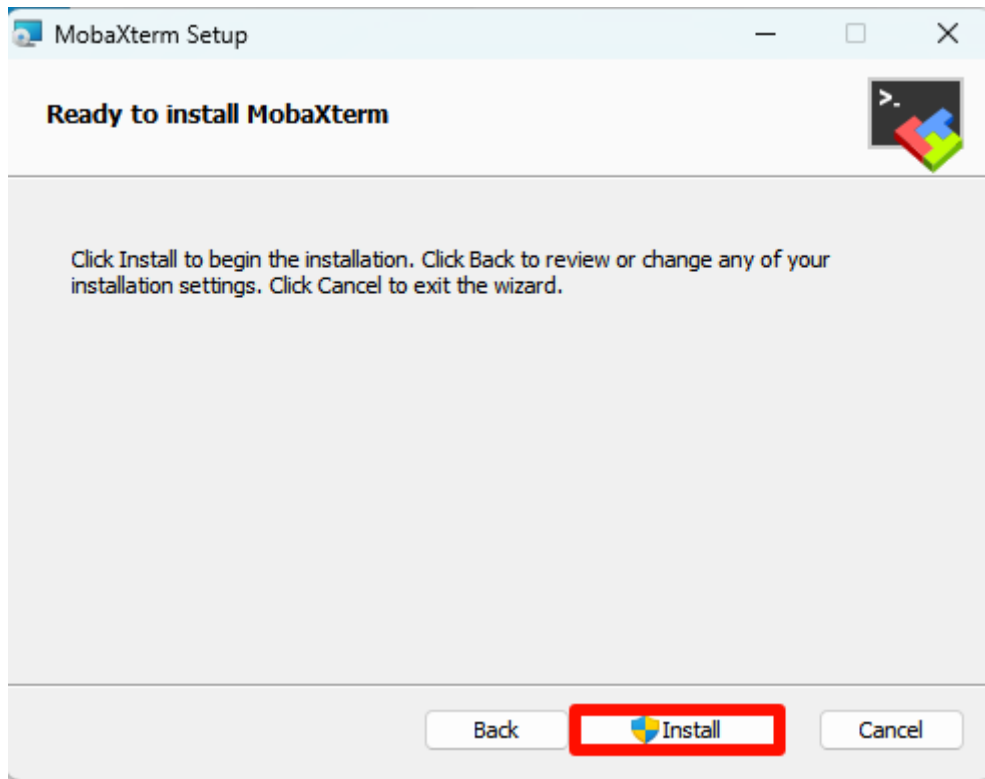 MobaXterm Setup
Ready to install MobaXterm
>.
Click Install to begin the installation. Click Back to review or change any of your
installation settings. Click Cancel to exit the wizard.
Back
Install
Cancel